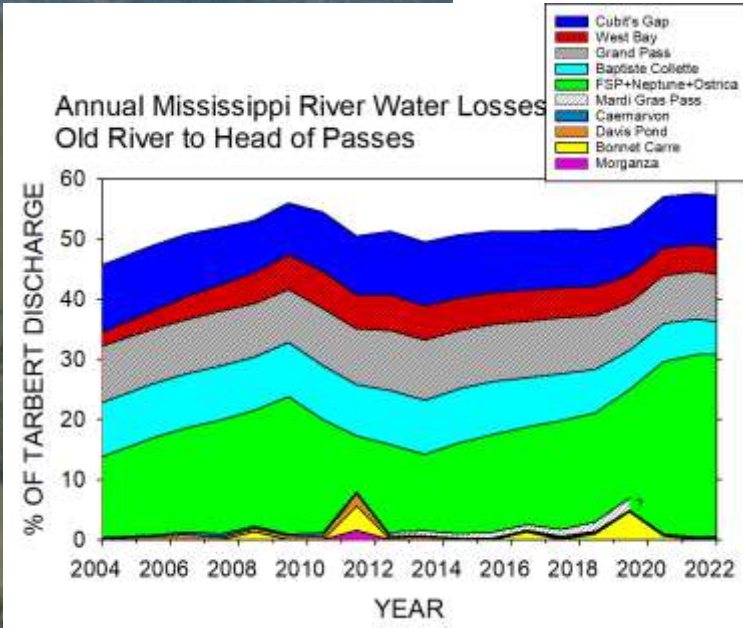 Cubit's Gap
West Bay
Grand Pass
Baptiste Collette
FSP+Neptune+Ostrica
Mardi Gras Pass
Caernarvon
Davis Pond
Bonnet Carre
Morganza
Annual Mississippi River Water Losses
Old River to Head of Passes
% OF TARBERT DISCHARGE
60
50
40
30
20
10
0
?
2004 2006 2008 2010 2012 2014 2016 2018 2020 2022
YEAR